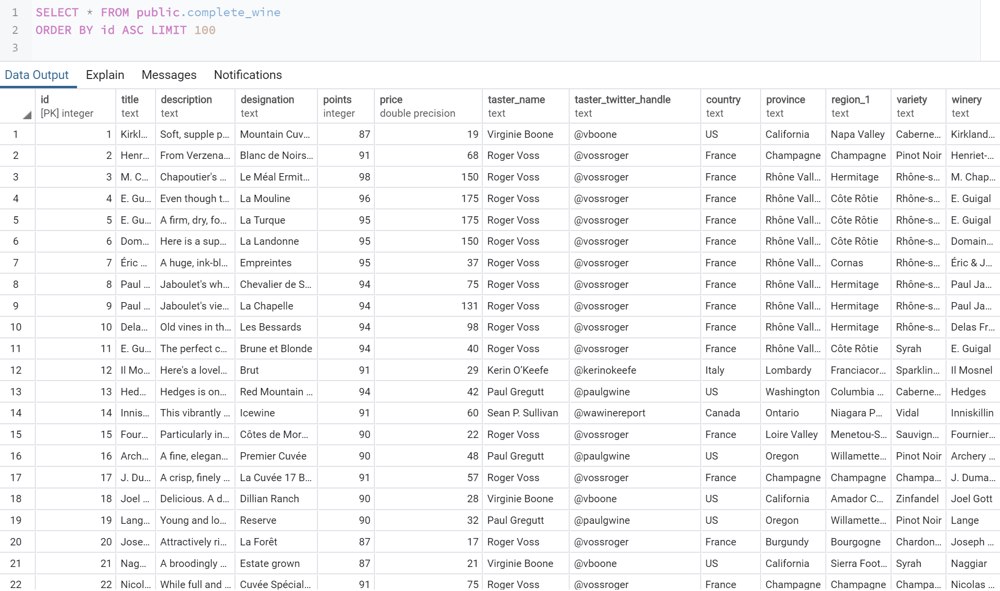 1 SELECT * FROM public.complete_wine
2 ORDER BY id ASC LIMIT 100
3
Data Output Explain Messages Notifications
id title description designation points price taster_name taster_twitter_handle country province region_1 variety winery
[PK] integer text text text integer double precision text text text text text text text
1 1 Kirkl... Soft, supple p... Mountain Cuv... 87 19 Virginie Boone @vboone US California Napa Valley Caberne... Kirkland...
2 2 Henr... From Verzena... Blanc de Noirs... 91 68 Roger Voss @vossroger France Champagne Champagne Pinot Noir Henriet-...
3 3 M. C... Chapoutier's ... Le Méal Ermit... 98 150 Roger Voss @vossroger France Rhône Vall... Hermitage Rhône-s... M. Chap...
4 4 E. Gu... Even though t... La Mouline 96 175 Roger Voss @vossroger France Rhône Vall... Côte Rôtie Rhône-s... E. Guigal
5 5 E. Gu... A firm, dry, fo... La Turque 95 175 Roger Voss @vossroger France Rhône Vall... Côte Rôtie Rhône-s... E. Guigal
6 6 Dom... Here is a sup... La Landonne 95 150 Roger Voss @vossroger France Rhône Vall... Côte Rôtie Rhône-s... Domain...
7 7 Éric ... A huge, ink-bl... Empreintes 95 37 Roger Voss @vossroger France Rhône Vall... Cornas Rhône-s... Éric & J...
8 8 Paul ... Jaboulet's wh... Chevalier de S... 94 75 Roger Voss @vossroger France Rhône Vall... Hermitage Rhône-s... Paul Ja...
9 9 Paul ... Jaboulet's vie... La Chapelle 94 131 Roger Voss @vossroger France Rhône Vall... Hermitage Rhône-s... Paul Ja...
10 10 Dela... Old vines in th... Les Bessards 94 98 Roger Voss @vossroger France Rhône Vall... Hermitage Rhône-s... Delas Fr...
11 11 E. Gu... The perfect c... Brune et Blonde 94 40 Roger Voss @vossroger France Rhône Vall... Côte Rôtie Syrah E. Guigal
12 12 Il Mo... Here's a lovel... Brut 91 29 Kerin O’Keefe @kerinokeefe Italy Lombardy Franciacor... Sparklin... Il Mosnel
13 13 Hed... Hedges is on... Red Mountain ... 94 42 Paul Gregutt @paulgwine US Washington Columbia ... Caberne... Hedges
14 14 Innis... This vibrantly ... Icewine 91 60 Sean P. Sullivan @wawinereport Canada Ontario Niagara P... Vidal Inniskillin
15 15 Four... Particularly in... Côtes de Mor... 90 22 Roger Voss @vossroger France Loire Valley Menetou-S... Sauvign... Fournier...
16 16 Arch... A fine, elegan... Premier Cuvée 90 48 Paul Gregutt @paulgwine US Oregon Willamette... Pinot Noir Archery ...
17 17 J. Du... A crisp, finely ... La Cuvée 17 B... 91 57 Roger Voss @vossroger France Champagne Champagne Champa... J. Duma...
18 18 Joel ... Delicious. A d... Dillian Ranch 90 28 Virginie Boone @vboone US California Amador C... Zinfandel Joel Gott
19 19 Lang... Young and lo... Reserve 90 32 Paul Gregutt @paulgwine US Oregon Willamette... Pinot Noir Lange
20 20 Jose... Attractively ri... La Forêt 87 17 Roger Voss @vossroger France Burgundy Bourgogne Chardon... Joseph ...
21 21 Nag... A broodingly ... Estate grown 87 21 Virginie Boone @vboone US California Sierra Foot... Syrah Naggiar
22 22 Nicol... While full and ... Cuvée Spécial... 91 75 Roger Voss @vossroger France Champagne Champagne Champa... Nicolas ...